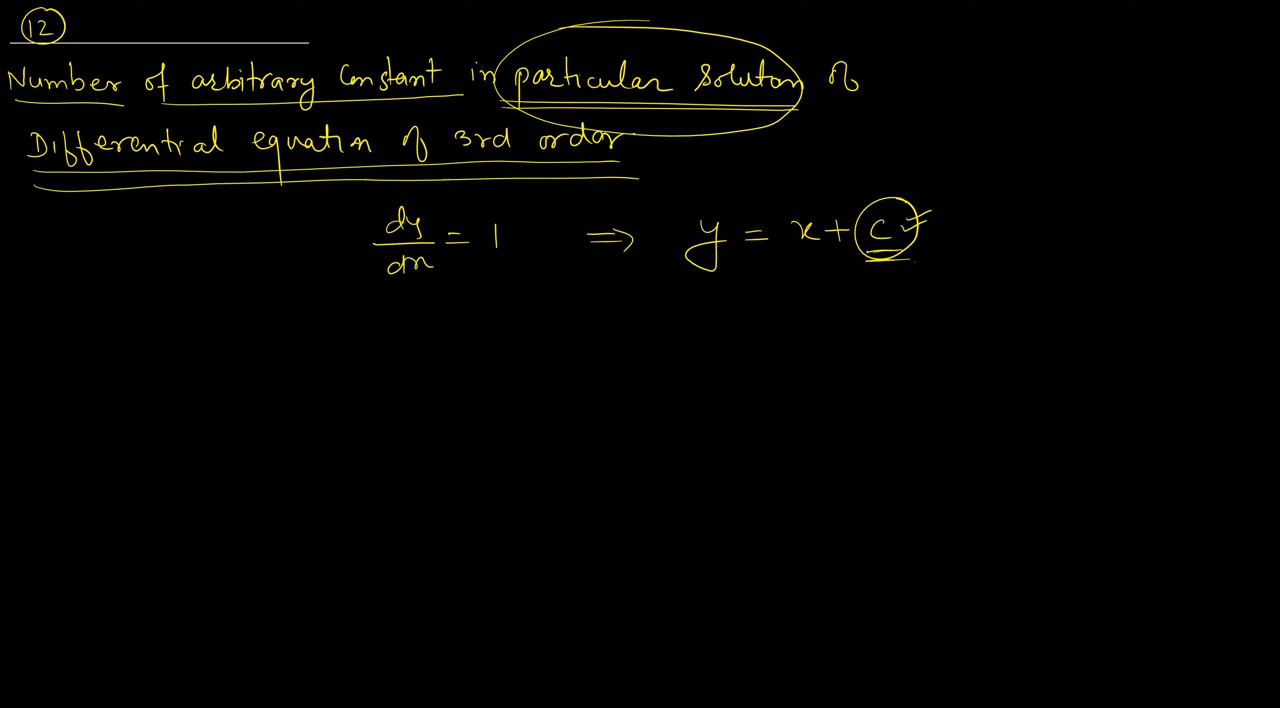 12
Number of arbitrary constant in particular solution of
Differential equation of 3rd order
dy/dx = 1 ⇒ y = x + c